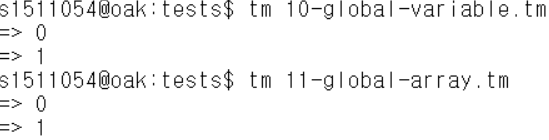 s1511054@oak:tests$ tm 10-global-variable.tm
=> 0
=> 1
s1511054@oak:tests$ tm 11-global-array.tm
=> 0
=> 1